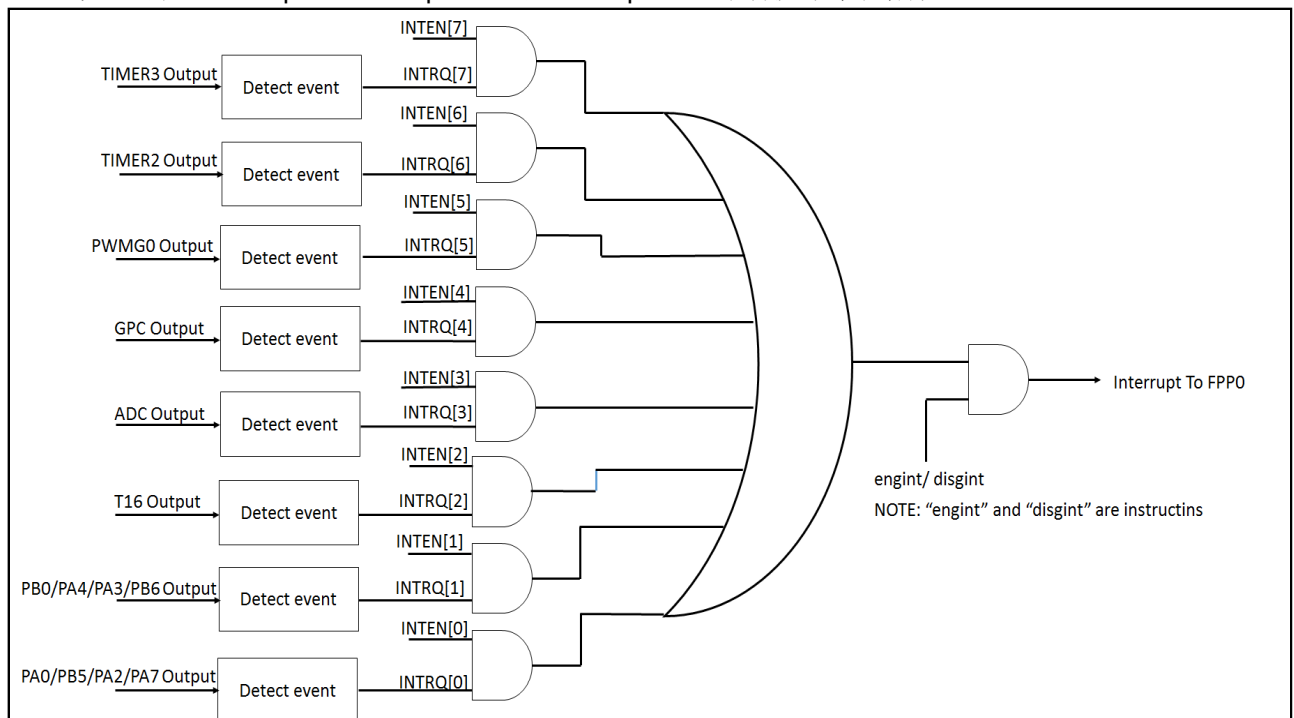 INTEN[7]
TIMER3 Output
Detect event
INTRQ[7]
INTEN[6]
TIMER2 Output
Detect event
INTRQ[6]
INTEN[5]
PWMG0 Output
Detect event
INTRQ[5]
INTEN[4]
GPC Output
Detect event
INTRQ[4]
INTEN[3]
ADC Output
Detect event
INTRQ[3]
INTEN[2]
T16 Output
Detect event
INTRQ[2]
INTEN[1]
PB0/PA4/PA3/PB6 Output
Detect event
INTRQ[1]
INTEN[0]
PA0/PB5/PA2/PA7 Output
Detect event
INTRQ[0]
Interrupt To FPP0
engint/ disgint
NOTE: “engint” and “disgint” are instructins